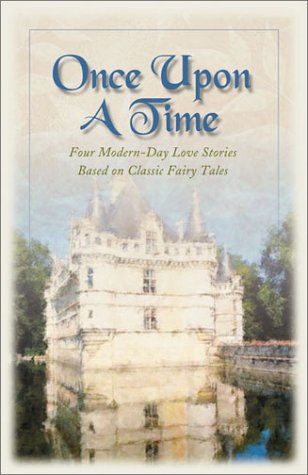 Once Upon
A Time
Four Modern-Day Love Stories
Based on Classic Fairy Tales